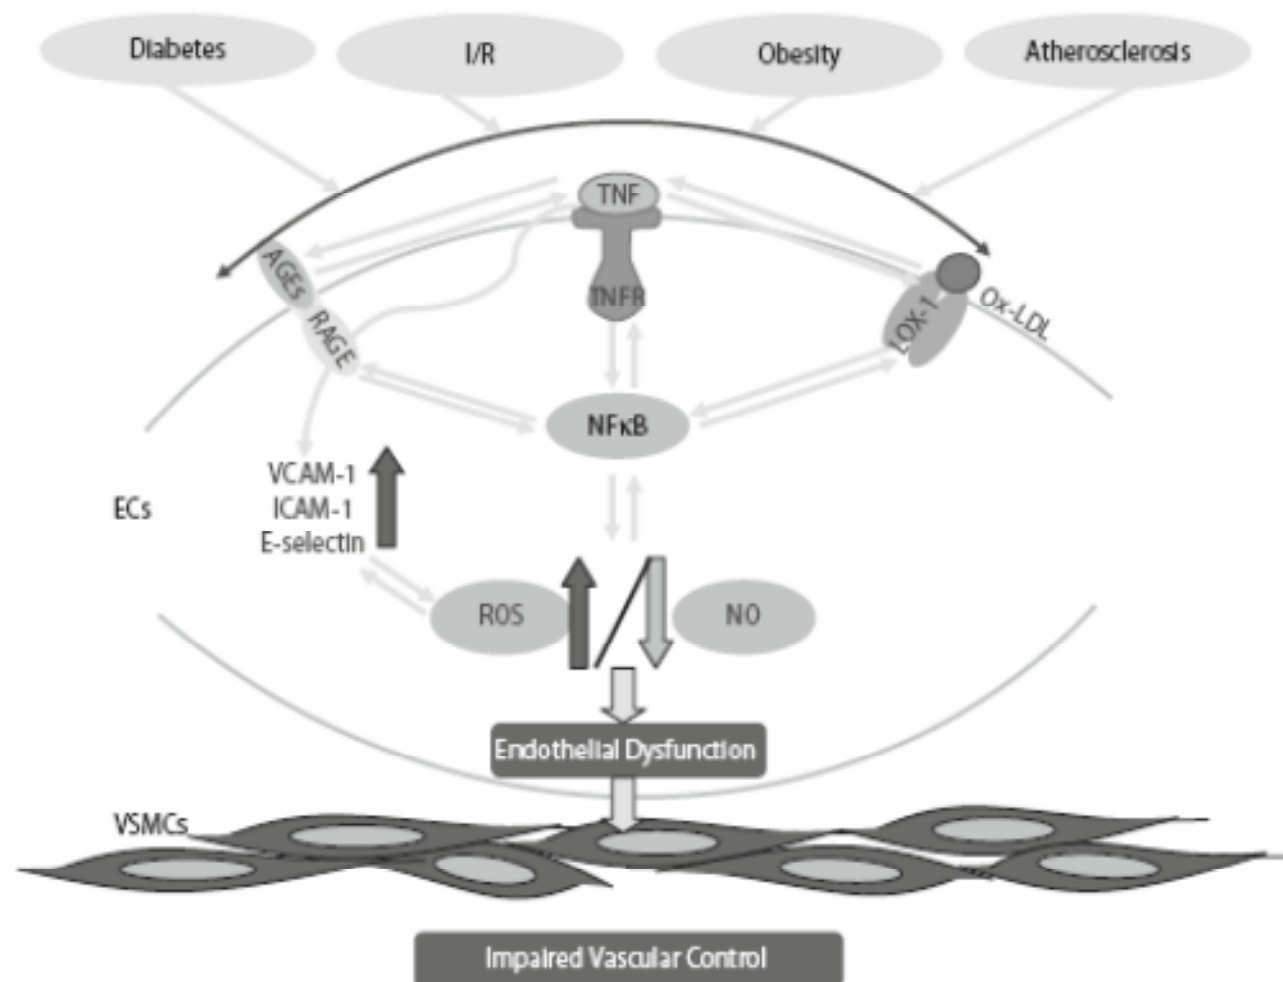 Diabetes
I/R
Obesity
Atherosclerosis
TNF
AGEs
TNFR
RAGE
LOX-1
Ox-LDL
NFκB
VCAM-1
ICAM-1
E-selectin
ECs
ROS
NO
Endothelial Dysfunction
VSMCs
Impaired Vascular Control